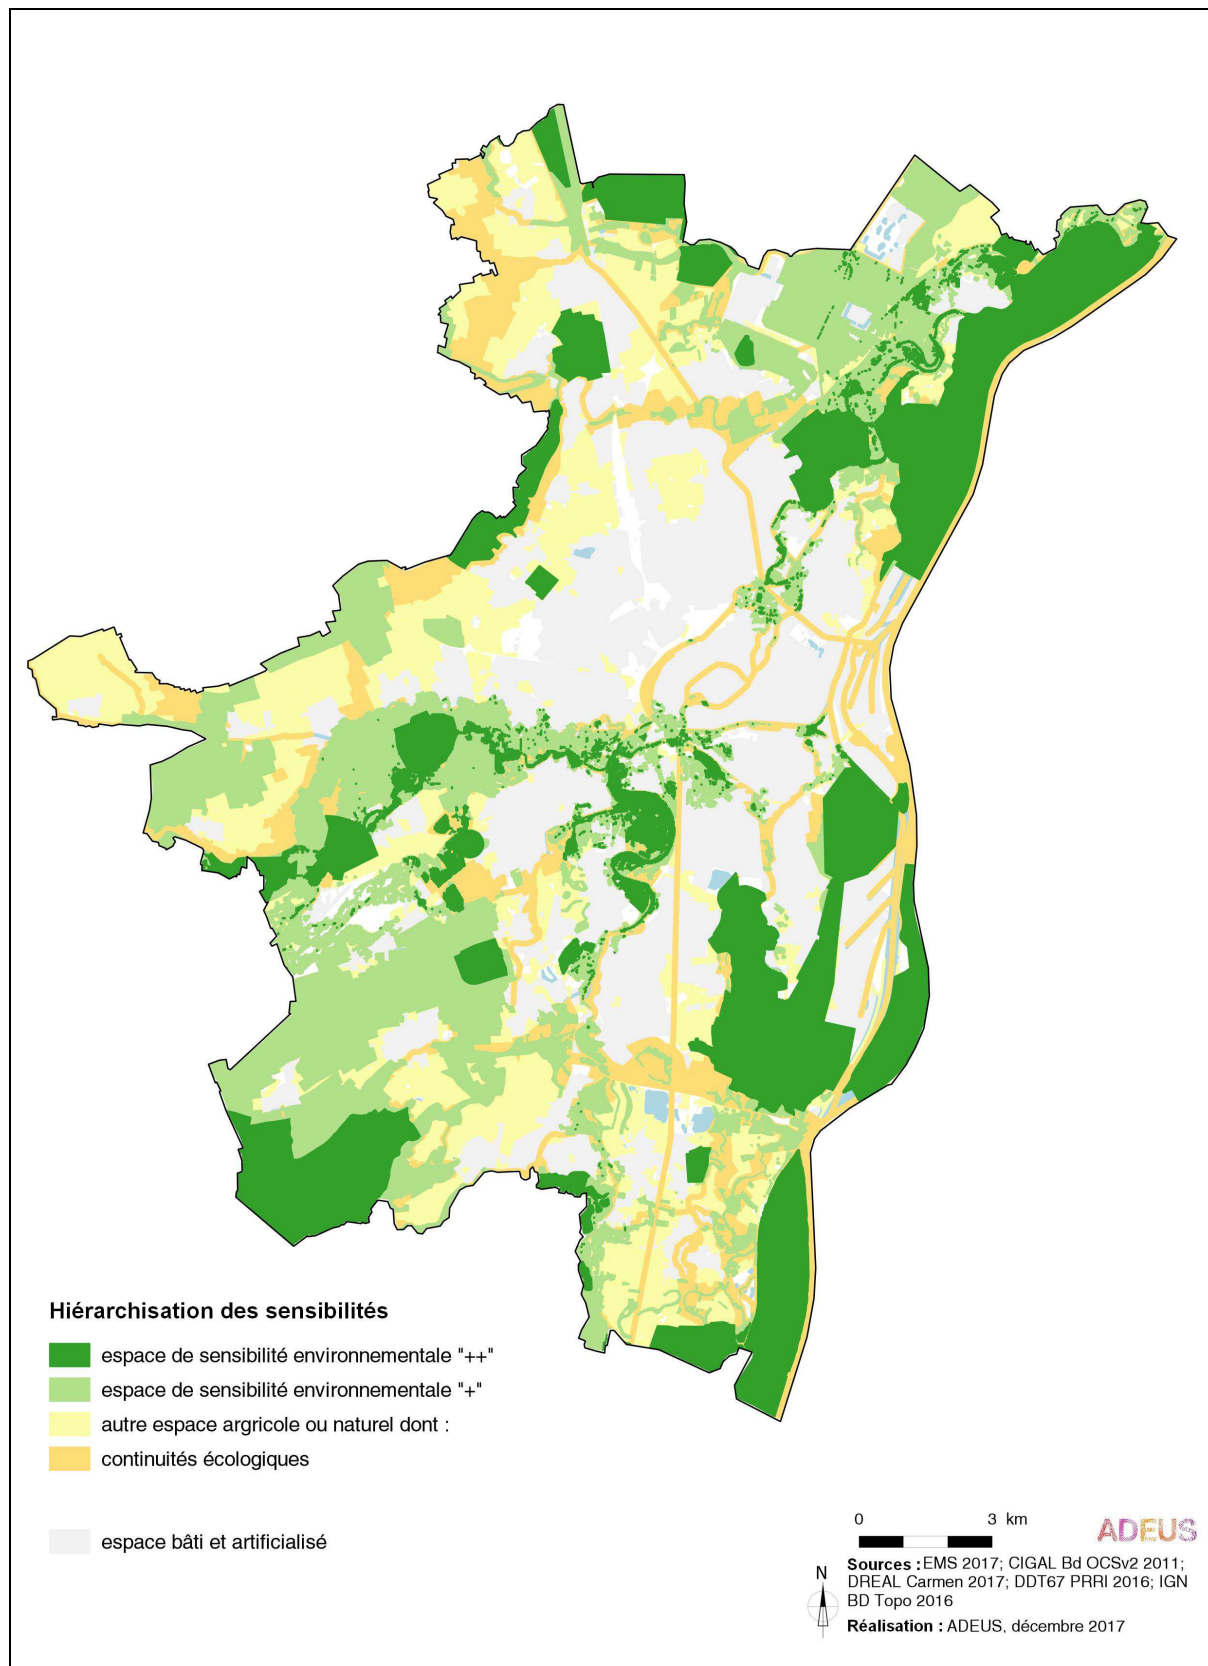 Hiérarchisation des sensibilités
espace de sensibilité environnementale "++"
espace de sensibilité environnementale "+"
autre espace argricole ou naturel dont :
continuités écologiques
espace bâti et artificialisé
0 3 km
ADEUS
N
Sources : EMS 2017; CIGAL Bd OCSv2 2011;
DREAL Carmen 2017; DDT67 PRRI 2016; IGN
BD Topo 2016
Réalisation : ADEUS, décembre 2017